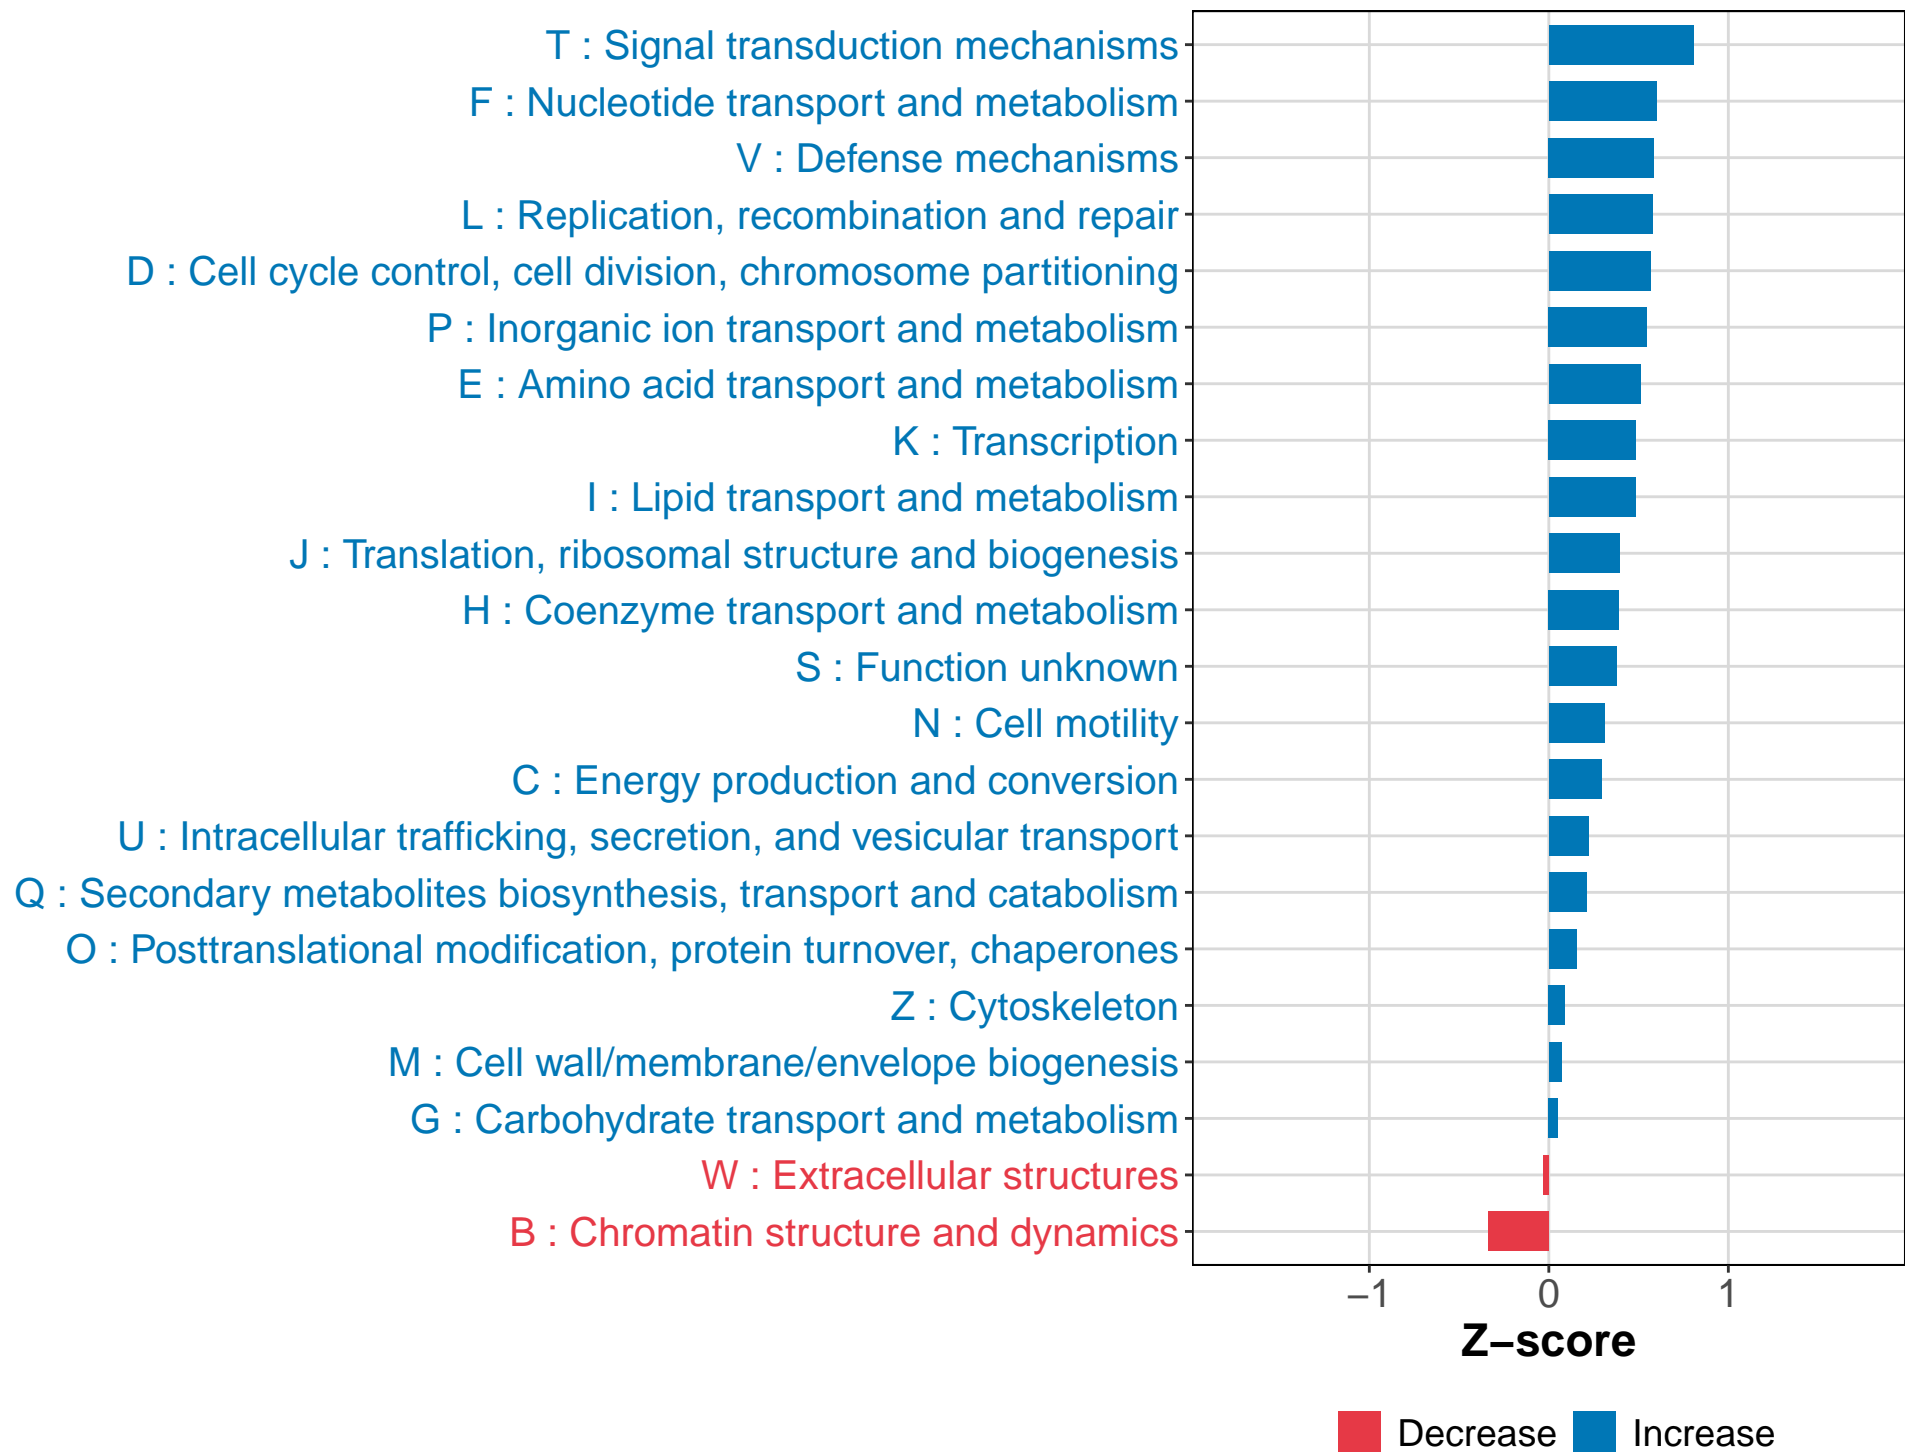 T : Signal transduction mechanisms
F : Nucleotide transport and metabolism
V : Defense mechanisms
L : Replication, recombination and repair
D : Cell cycle control, cell division, chromosome partitioning
P : Inorganic ion transport and metabolism
E : Amino acid transport and metabolism
K : Transcription
I : Lipid transport and metabolism
J : Translation, ribosomal structure and biogenesis
H : Coenzyme transport and metabolism
S : Function unknown
N : Cell motility
C : Energy production and conversion
U : Intracellular trafficking, secretion, and vesicular transport
Q : Secondary metabolites biosynthesis, transport and catabolism
O : Posttranslational modification, protein turnover, chaperones
Z : Cytoskeleton
M : Cell wall/membrane/envelope biogenesis
G : Carbohydrate transport and metabolism
W : Extracellular structures
B : Chromatin structure and dynamics
−1 0 1
Z−score
Decrease Increase